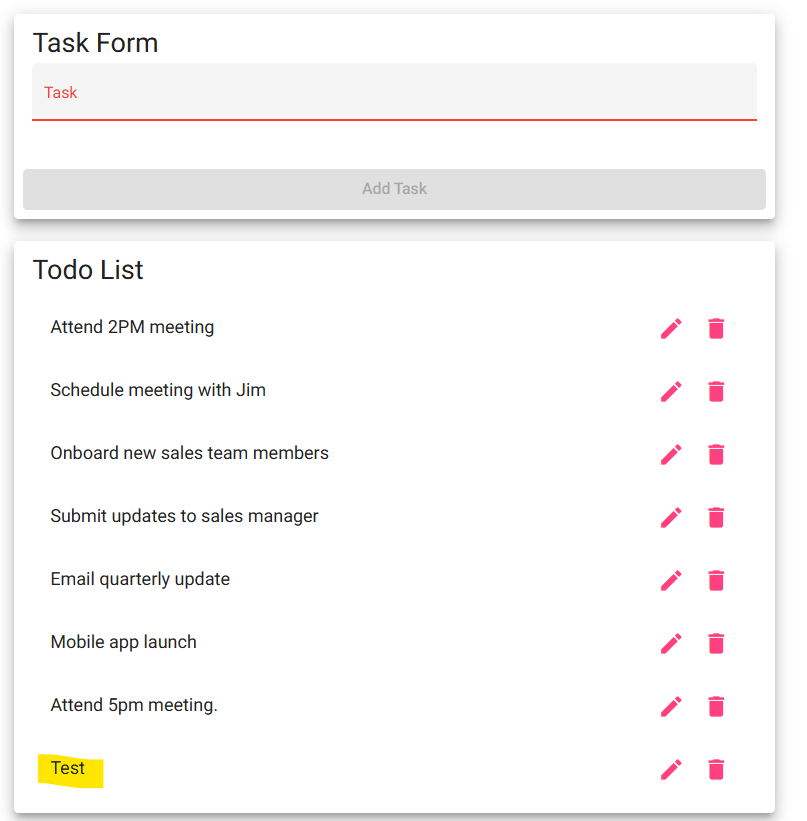 Task Form
Task
Add Task
Todo List
Attend 2PM meeting
Schedule meeting with Jim
Onboard new sales team members
Submit updates to sales manager
Email quarterly update
Mobile app launch
Attend 5pm meeting.
Test